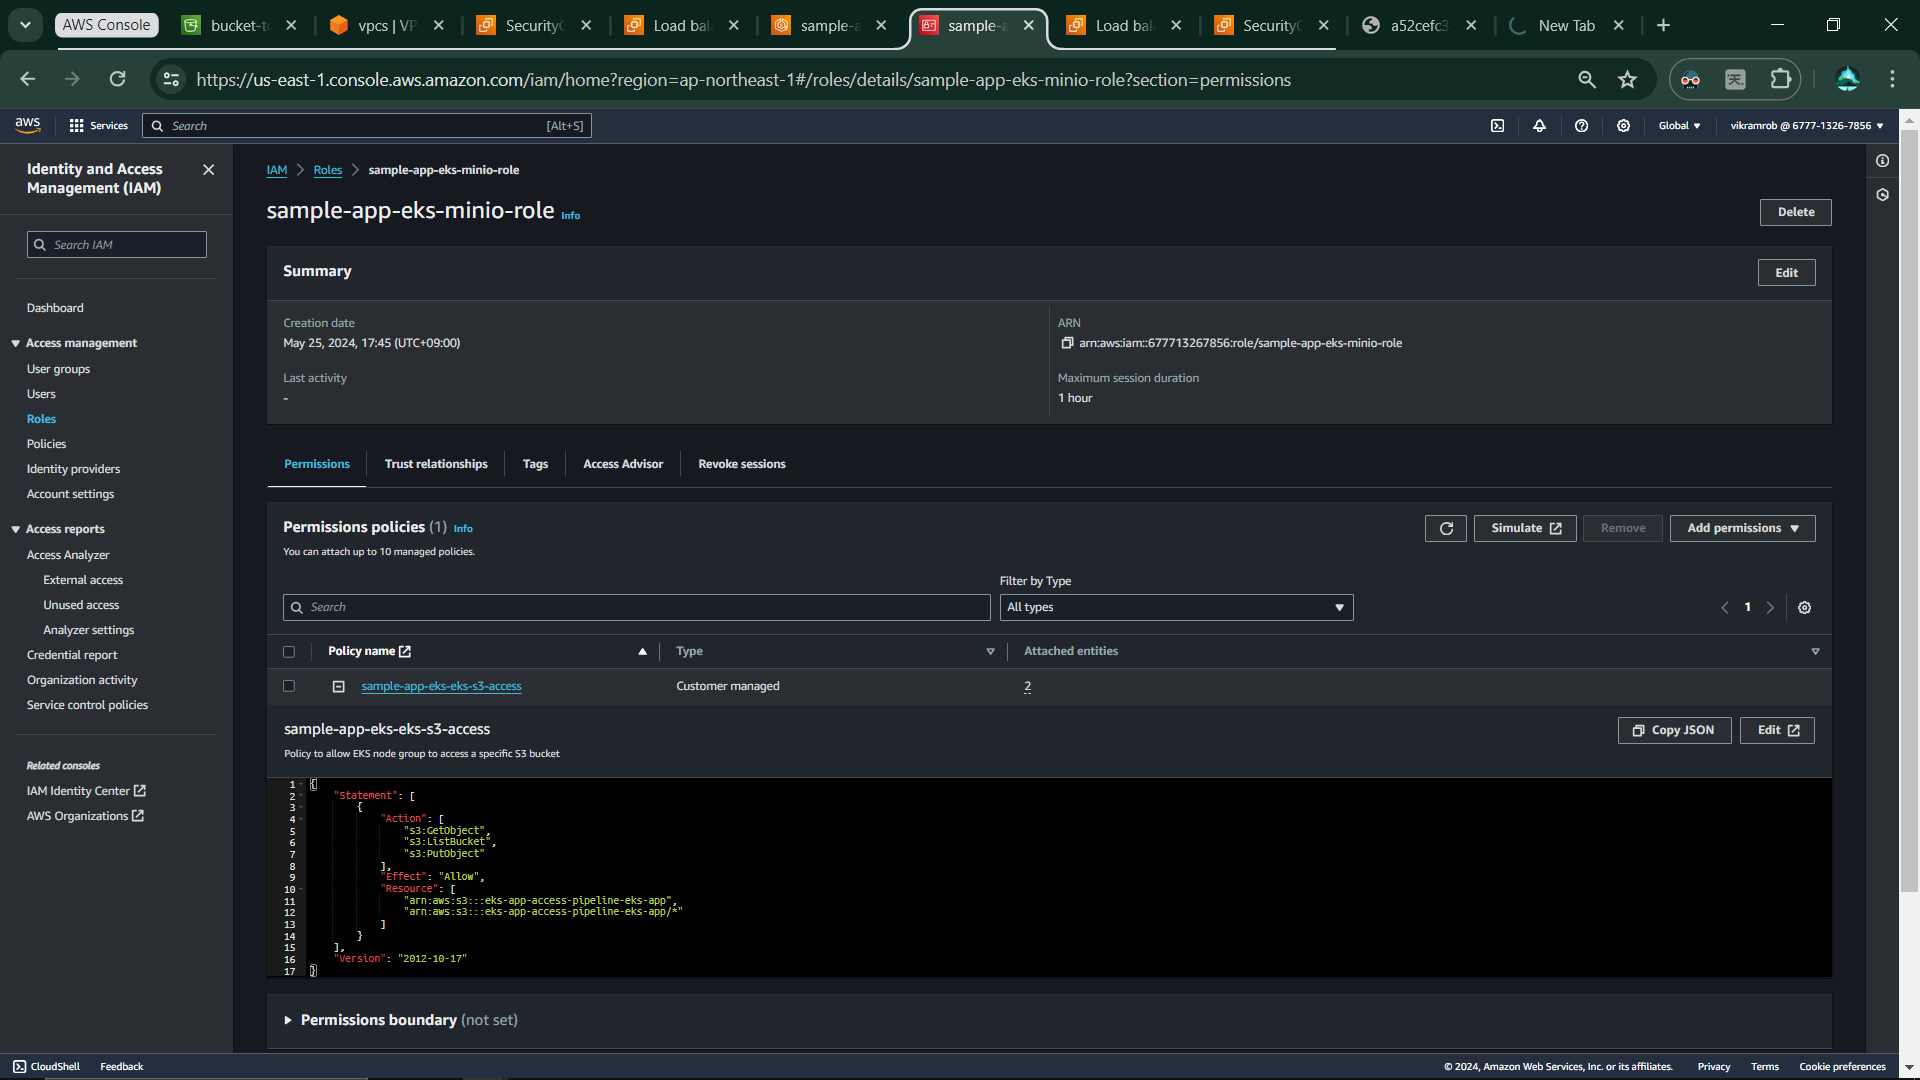 AWS Console
bucket-t
vpcs | VP
Security
Load bal
sample-a
sample-a
Load bal
Security
a52cefc3
New Tab
https://us-east-1.console.aws.amazon.com/iam/home?region=ap-northeast-1#/roles/details/sample-app-eks-minio-role?section=permissions
aws
Services
Search
[Alt+S]
Global
vikramrob @ 6777-1326-7856
Identity and Access
Management (IAM)
Search IAM
Dashboard
Access management
User groups
Users
Roles
Policies
Identity providers
Account settings
Access reports
Access Analyzer
External access
Unused access
Analyzer settings
Credential report
Organization activity
Service control policies
Related consoles
IAM Identity Center
AWS Organizations
IAM
Roles
sample-app-eks-minio-role
sample-app-eks-minio-role Info
Delete
Summary
Edit
Creation date
May 25, 2024, 17:45 (UTC+09:00)
ARN
arn:aws:iam::677713267856:role/sample-app-eks-minio-role
Last activity
-
Maximum session duration
1 hour
Permissions
Trust relationships
Tags
Access Advisor
Revoke sessions
Permissions policies (1) Info
You can attach up to 10 managed policies.
Simulate
Remove
Add permissions
Filter by Type
Search
All types
1
Policy name
Type
Attached entities
sample-app-eks-eks-s3-access
Customer managed
2
sample-app-eks-eks-s3-access
Policy to allow EKS node group to access a specific S3 bucket
Copy JSON
Edit
1 {
2 "Statement": [
3 {
4 "Action": [
5 "s3:GetObject",
6 "s3:ListBucket",
7 "s3:PutObject"
8 ],
9 "Effect": "Allow",
10 "Resource": [
11 "arn:aws:s3:::eks-app-access-pipeline-eks-app",
12 "arn:aws:s3:::eks-app-access-pipeline-eks-app/*"
13 ]
14 }
15 ],
16 "Version": "2012-10-17"
17 }
Permissions boundary (not set)
CloudShell
Feedback
© 2024, Amazon Web Services, Inc. or its affiliates.
Privacy
Terms
Cookie preferences